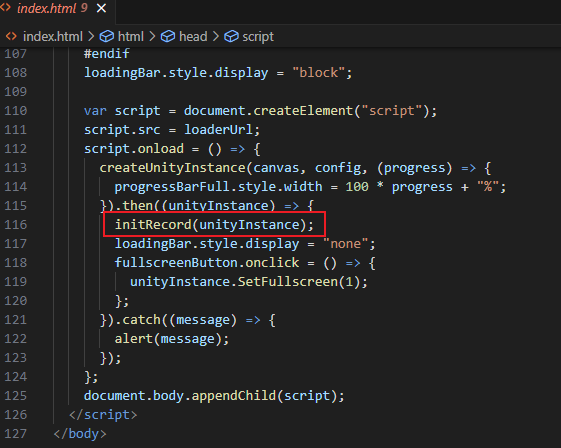 index.html 9
index.html > html > head > script
107 #endif
108 loadingBar.style.display = "block";
109
110 var script = document.createElement("script");
111 script.src = loaderUrl;
112 script.onload = () => {
113 createUnityInstance(canvas, config, (progress) => {
114 progressBarFull.style.width = 100 * progress + "%";
115 }).then((unityInstance) => {
116 initRecord(unityInstance);
117 loadingBar.style.display = "none";
118 fullscreenButton.onclick = () => {
119 unityInstance.SetFullscreen(1);
120 };
121 }).catch((message) => {
122 alert(message);
123 });
124 };
125 document.body.appendChild(script);
126 </script>
127 </body>